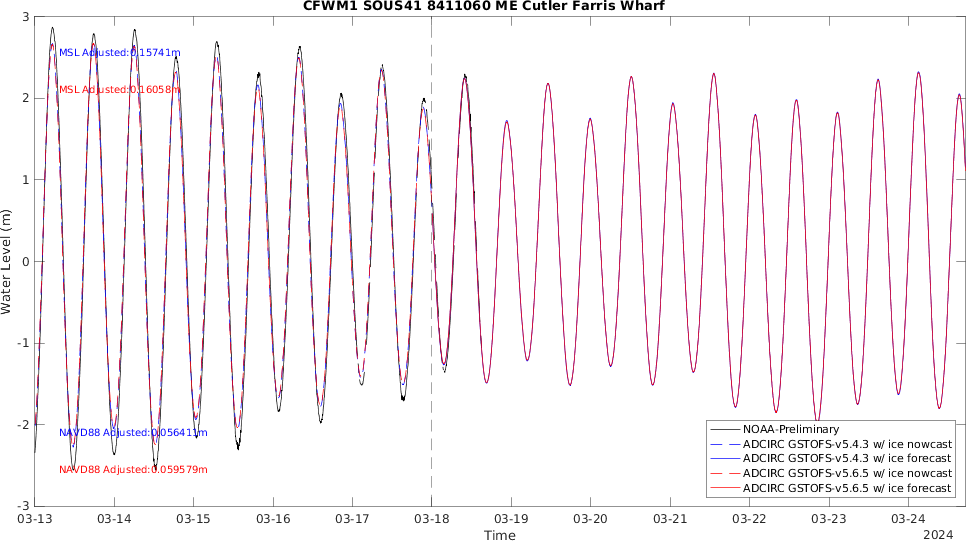 CFWM1 SOUS41 8411060 ME Cutler Farris Wharf
3
2
1
0
-1
-2
-3
Water Level (m)
MSL Adjusted:0.15741m
MSL Adjusted:0.16058m
NAVD88 Adjusted:0.056411m
NAVD88 Adjusted:0.059579m
NOAA-Preliminary
ADCIRC GSTOFS-v5.4.3 w/ ice nowcast
ADCIRC GSTOFS-v5.4.3 w/ ice forecast
ADCIRC GSTOFS-v5.6.5 w/ ice nowcast
ADCIRC GSTOFS-v5.6.5 w/ ice forecast
03-13 03-14 03-15 03-16 03-17 03-18 03-19 03-20 03-21 03-22 03-23 03-24
Time
2024